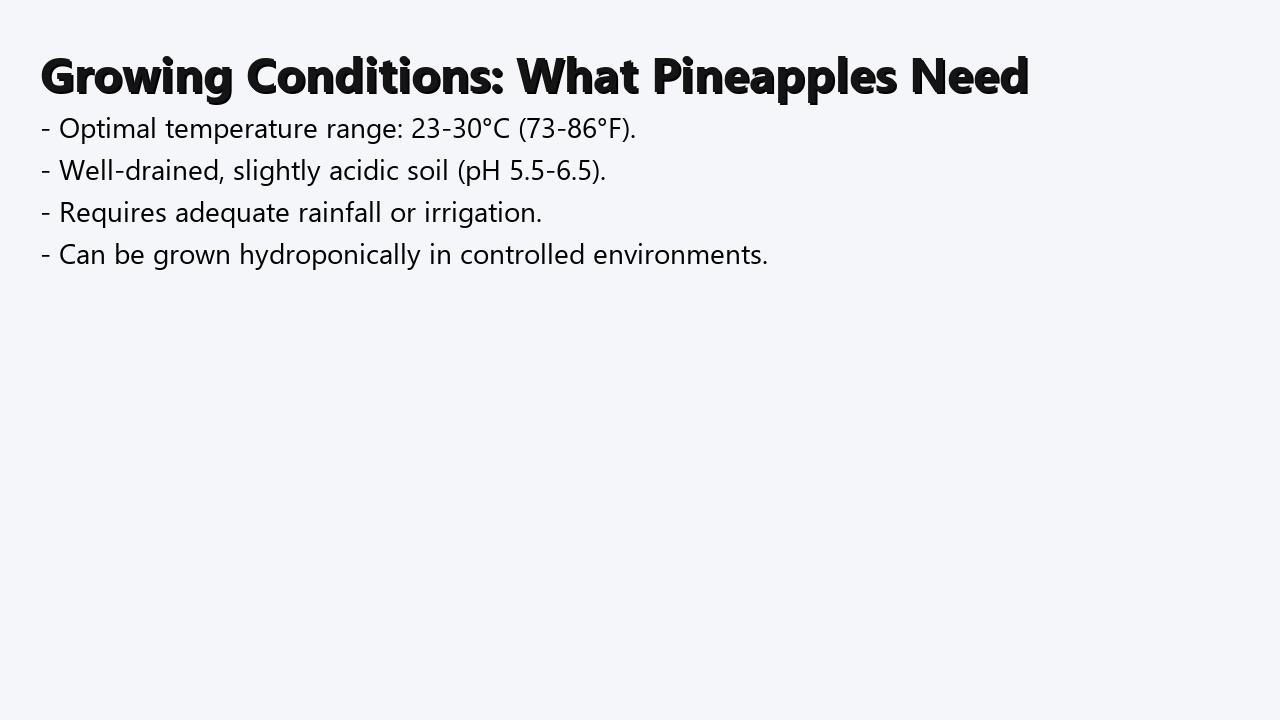 Growing Conditions: What Pineapples Need
- Optimal temperature range: 23-30°C (73-86°F).
- Well-drained, slightly acidic soil (pH 5.5-6.5).
- Requires adequate rainfall or irrigation.
- Can be grown hydroponically in controlled environments.